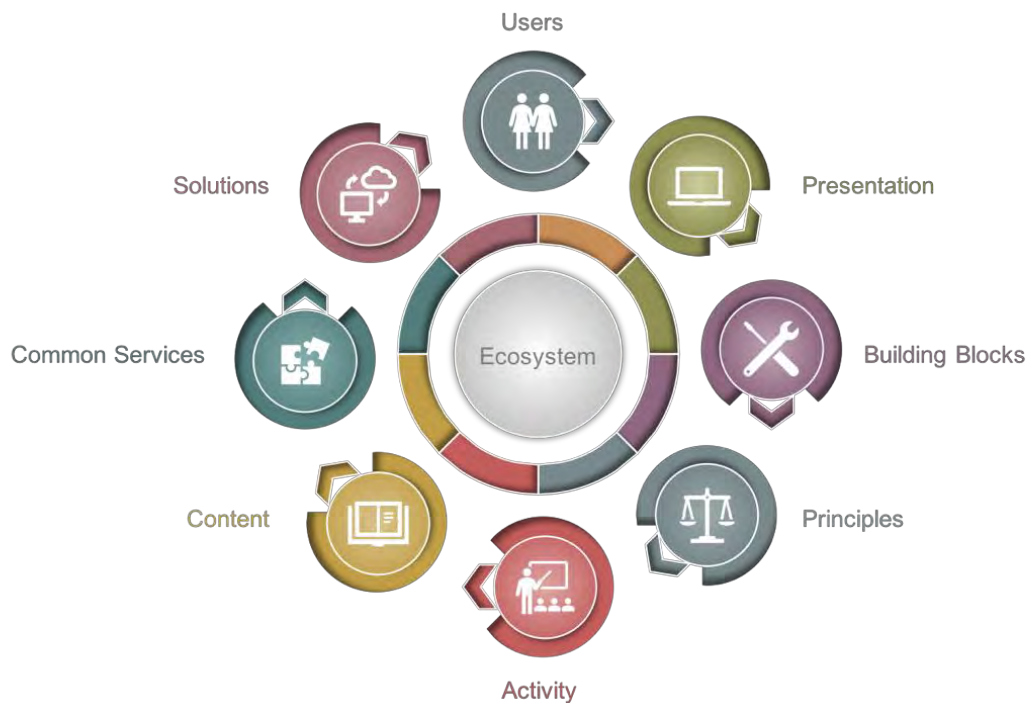 Users
Solutions
Presentation
Common Services
Ecosystem
Building Blocks
Content
Principles
Activity